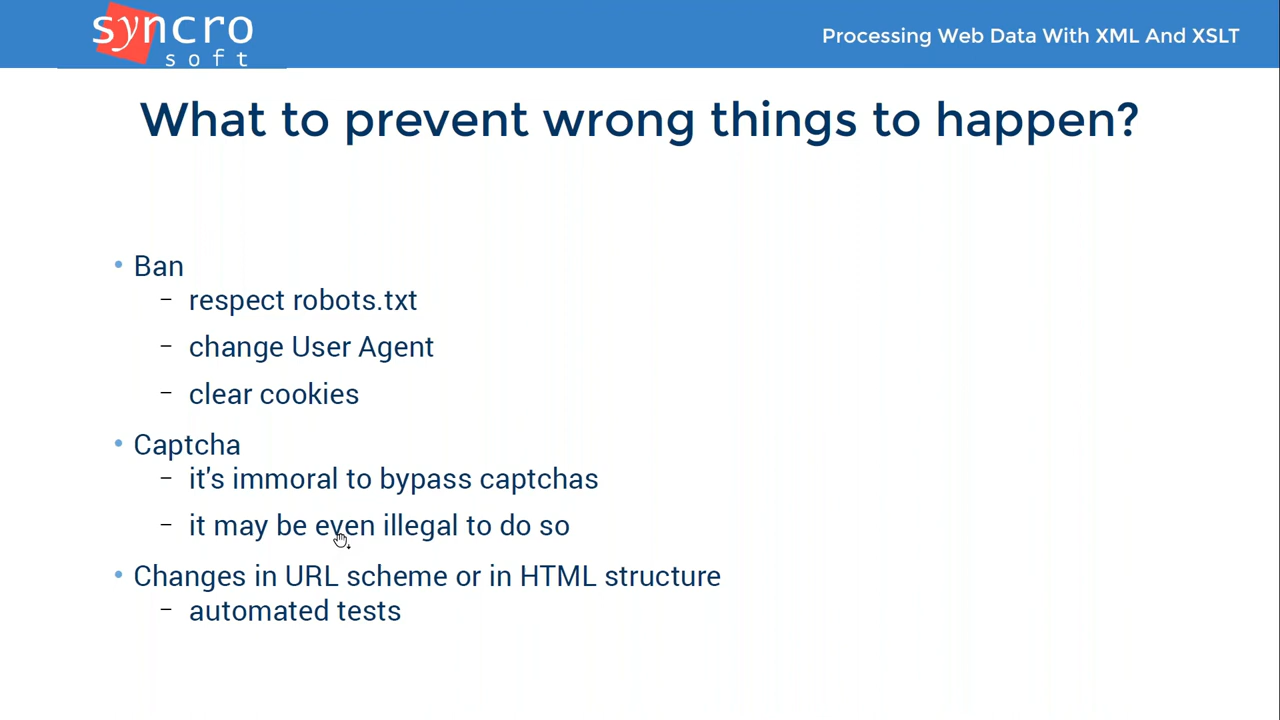 syncro
soft
Processing Web Data With XML And XSLT
What to prevent wrong things to happen?
• Ban
– respect robots.txt
– change User Agent
– clear cookies
• Captcha
– it's immoral to bypass captchas
– it may be even illegal to do so
• Changes in URL scheme or in HTML structure
– automated tests